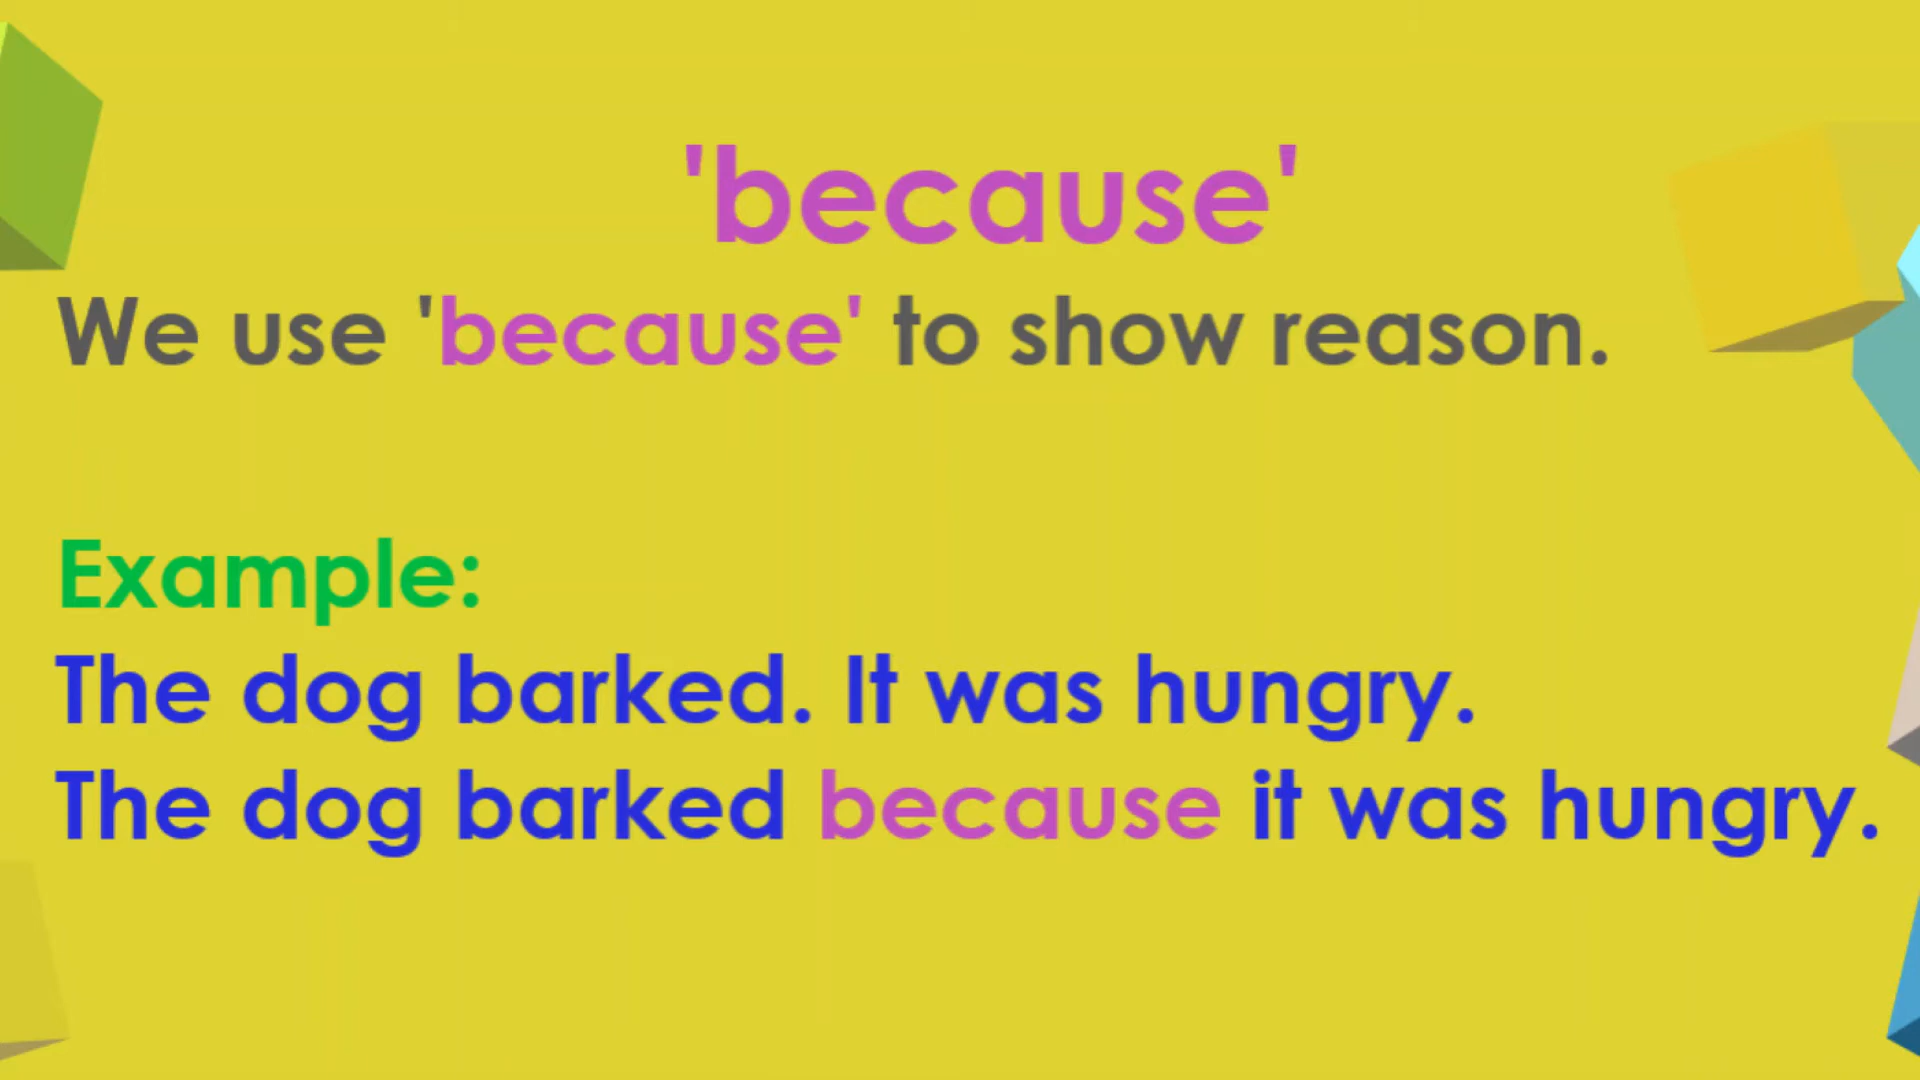 'because'
We use 'because' to show reason.
Example:
The dog barked. It was hungry.
The dog barked because it was hungry.